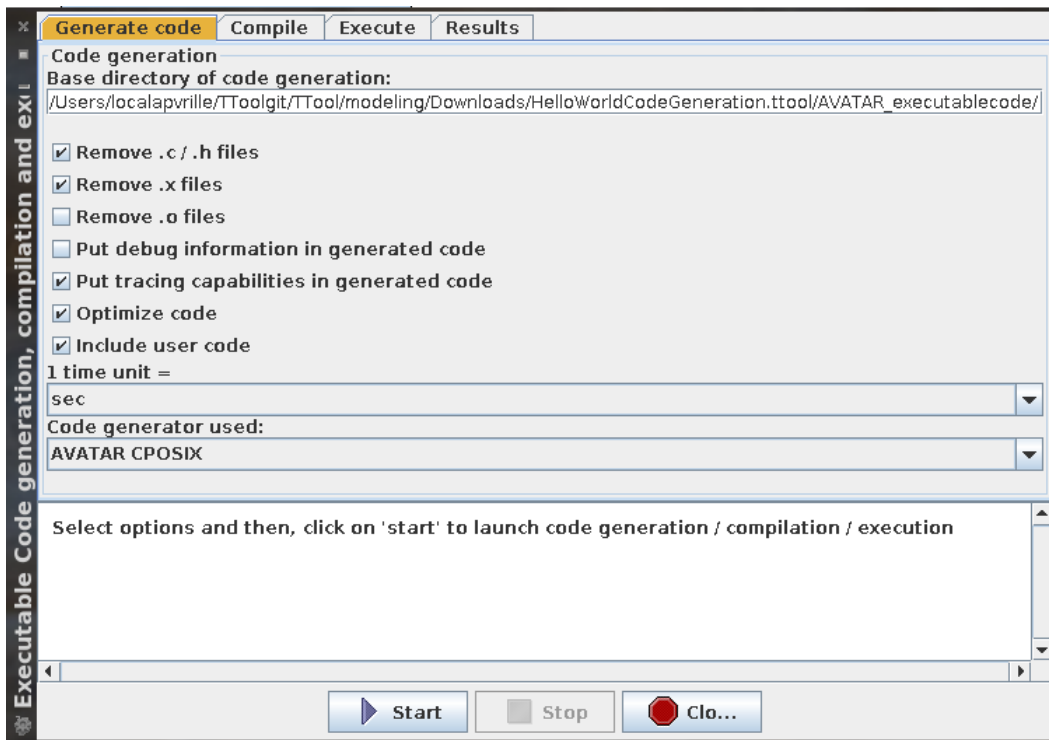 Generate code Compile Execute Results
Code generation
Base directory of code generation:
/Users/localapvrille/TToolgit/TTool/modeling/Downloads/HelloWorldCodeGeneration.ttool/AVATAR_executablecode/
Remove .c / .h files
Remove .x files
Remove .o files
Put debug information in generated code
Put tracing capabilities in generated code
Optimize code
Include user code
1 time unit =
sec
Code generator used:
AVATAR CPOSIX
Select options and then, click on 'start' to launch code generation / compilation / execution
Start Stop Clo...
Executable Code generation, compilation and